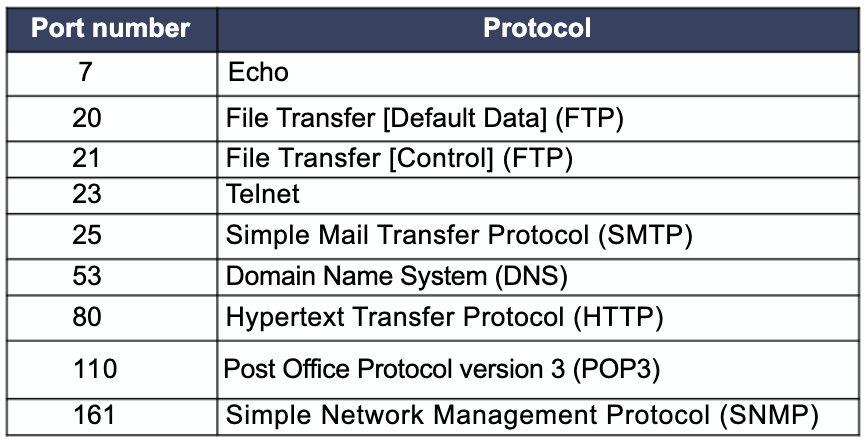 Port number Protocol
7 Echo
20 File Transfer [Default Data] (FTP)
21 File Transfer [Control] (FTP)
23 Telnet
25 Simple Mail Transfer Protocol (SMTP)
53 Domain Name System (DNS)
80 Hypertext Transfer Protocol (HTTP)
110 Post Office Protocol version 3 (POP3)
161 Simple Network Management Protocol (SNMP)